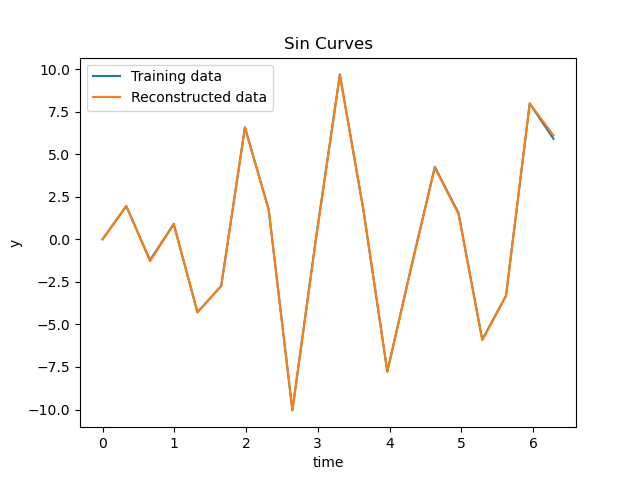 Sin Curves
Training data
Reconstructed data
10.0
7.5
5.0
2.5
0.0
−2.5
−5.0
−7.5
−10.0
y
0 1 2 3 4 5 6
time